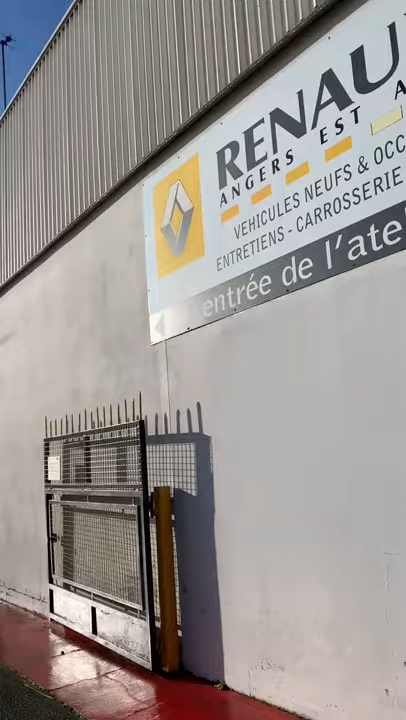 RENAU
ANGERS EST A
VEHICULES NEUFS & OCC
ENTRETIENS - CARROSSERIE
entrée de l'ate